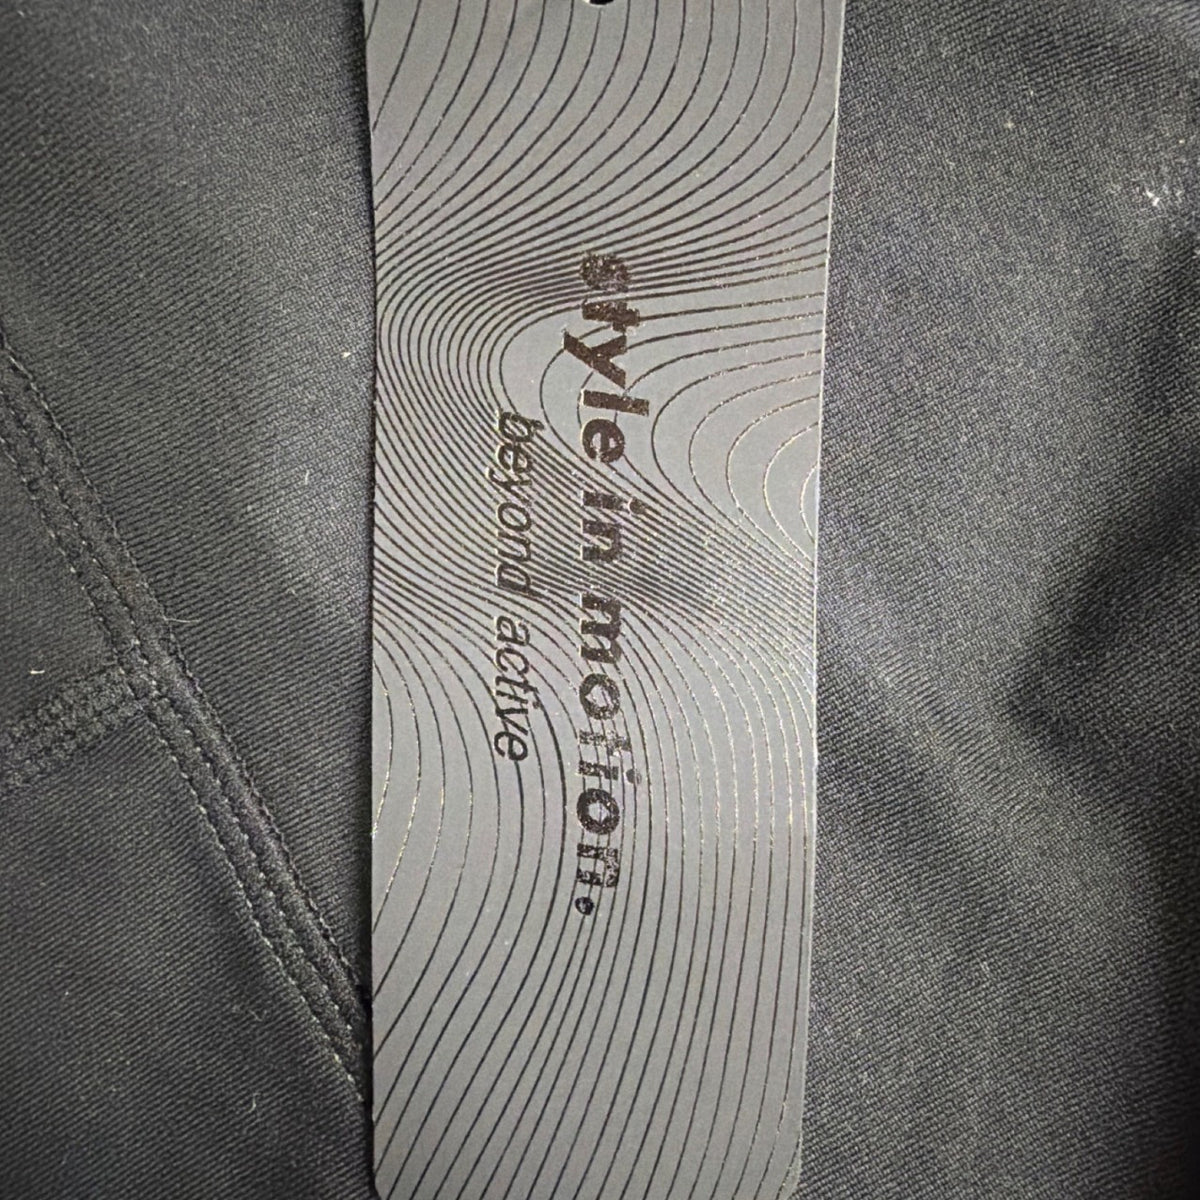 style in motion.
beyond active